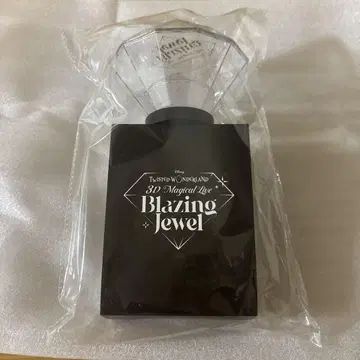 Disney
TWISTED-WONDERLAND
3D Magical Live
Blazing
Jewel